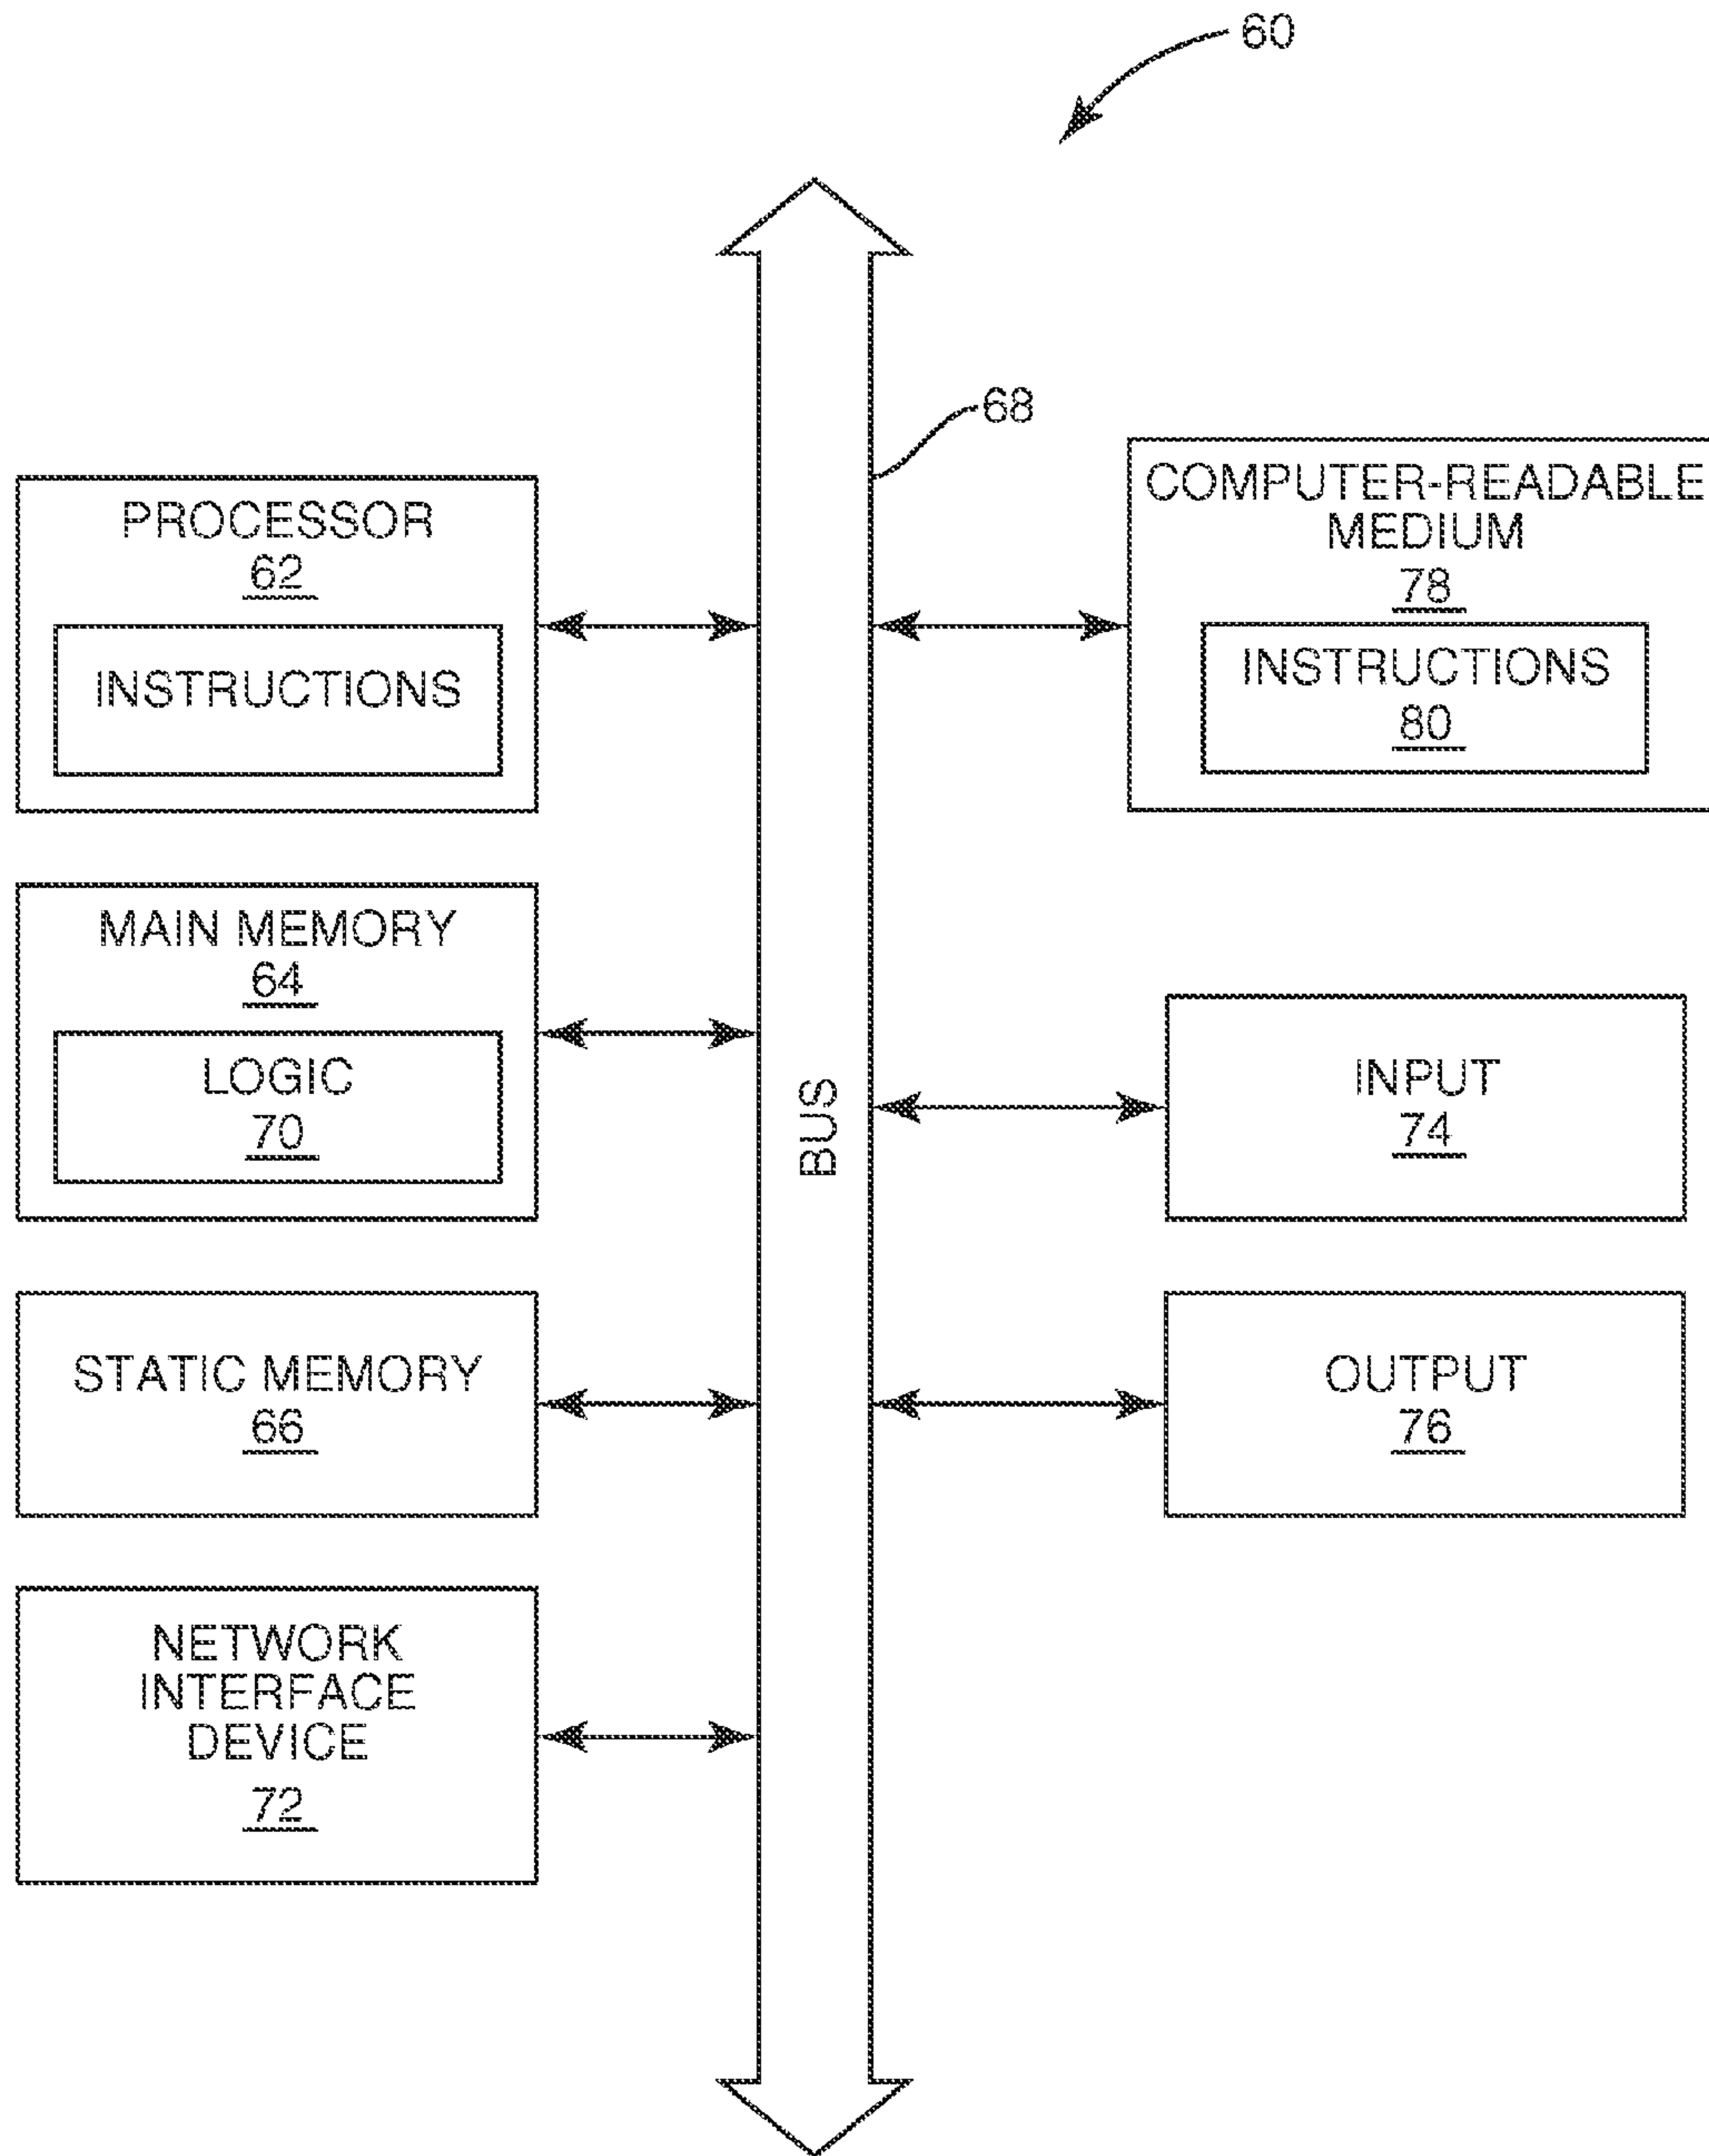 60
68
PROCESSOR
62
INSTRUCTIONS
COMPUTER-READABLE
MEDIUM
78
INSTRUCTIONS
80
MAIN MEMORY
64
LOGIC
70
BUS
INPUT
74
STATIC MEMORY
66
OUTPUT
76
NETWORK
INTERFACE
DEVICE
72